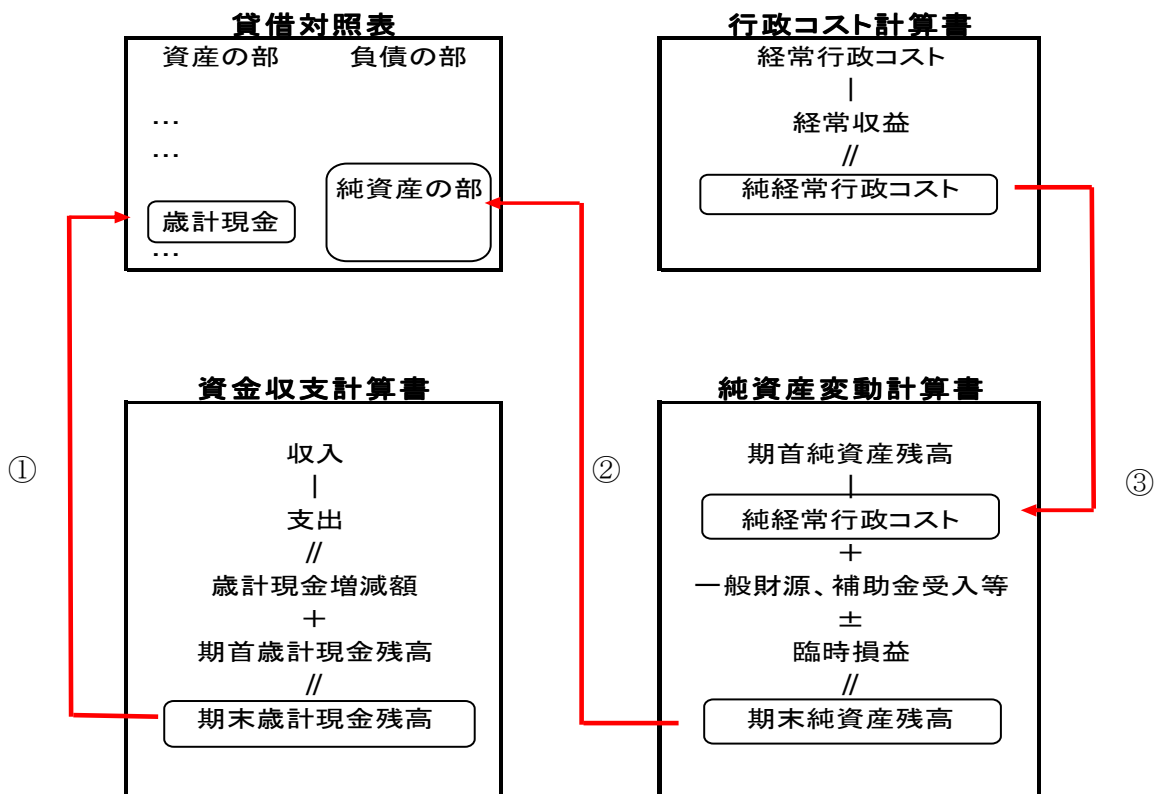 貸借対照表
資産の部 負債の部
…
…
純資産の部
歳計現金
…
行政コスト計算書
経常行政コスト
|
経常収益
//
純経常行政コスト
資金収支計算書
収入
|
支出
//
歳計現金増減額
＋
期首歳計現金残高
//
期末歳計現金残高
純資産変動計算書
期首純資産残高
|
純経常行政コスト
＋
一般財源、補助金受入等
±
臨時損益
//
期末純資産残高
①
②
③